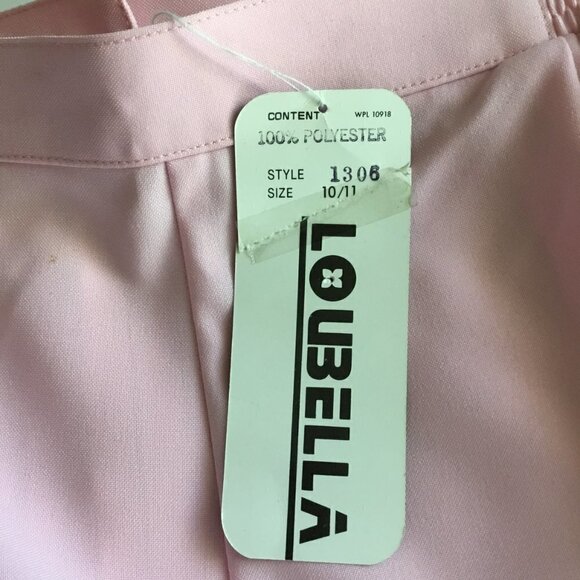 CONTENT WPL 10918
100% POLYESTER
STYLE 1306
SIZE 10/11
LOUBELLA